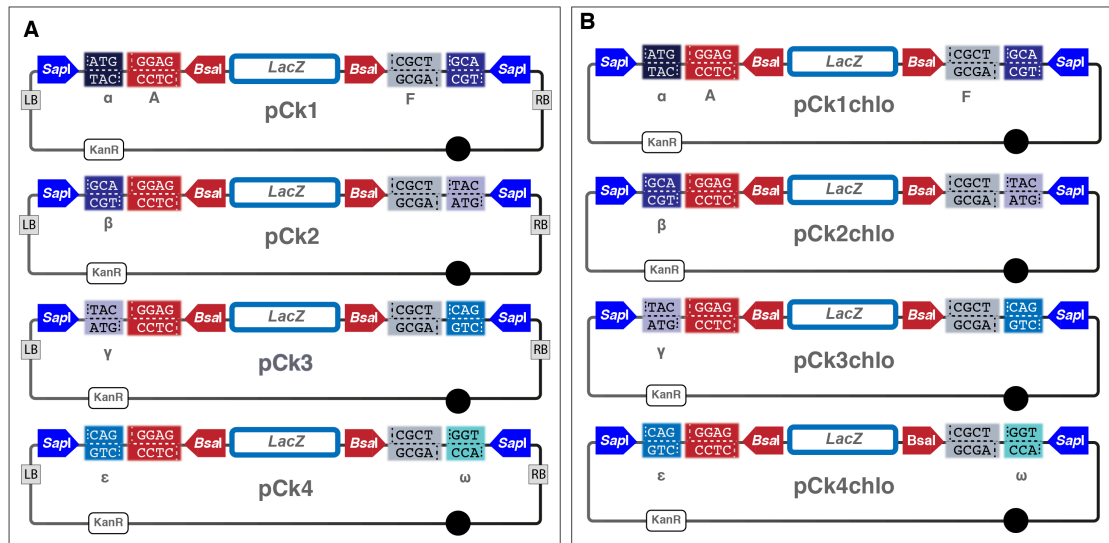 A
SapI ATG GGAG BsaI LacZ BsaI CGCT GCA SapI
TAC CCTC GCGA CGT
LB α A F RB
pCk1
KanR
SapI GCA GGAG BsaI LacZ BsaI CGCT TAC SapI
CGT CCTC GCGA ATG
LB β RB
pCk2
KanR
SapI TAC GGAG BsaI LacZ BsaI CGCT CAG SapI
ATG CCTC GCGA GTC
LB γ RB
pCk3
KanR
SapI CAG GGAG BsaI LacZ BsaI CGCT GGT SapI
GTC CCTC GCGA CCA
LB ε ω RB
pCk4
KanR
B
SapI ATG GGAG BsaI LacZ BsaI CGCT GCA SapI
TAC CCTC GCGA CGT
α A F
pCk1chlo
KanR
SapI GCA GGAG BsaI LacZ BsaI CGCT TAC SapI
CGT CCTC GCGA ATG
β
pCk2chlo
KanR
SapI TAC GGAG BsaI LacZ BsaI CGCT CAG SapI
ATG CCTC GCGA GTC
γ
pCk3chlo
KanR
SapI CAG GGAG BsaI LacZ BsaI CGCT GGT SapI
GTC CCTC GCGA CCA
ε ω
pCk4chlo
KanR